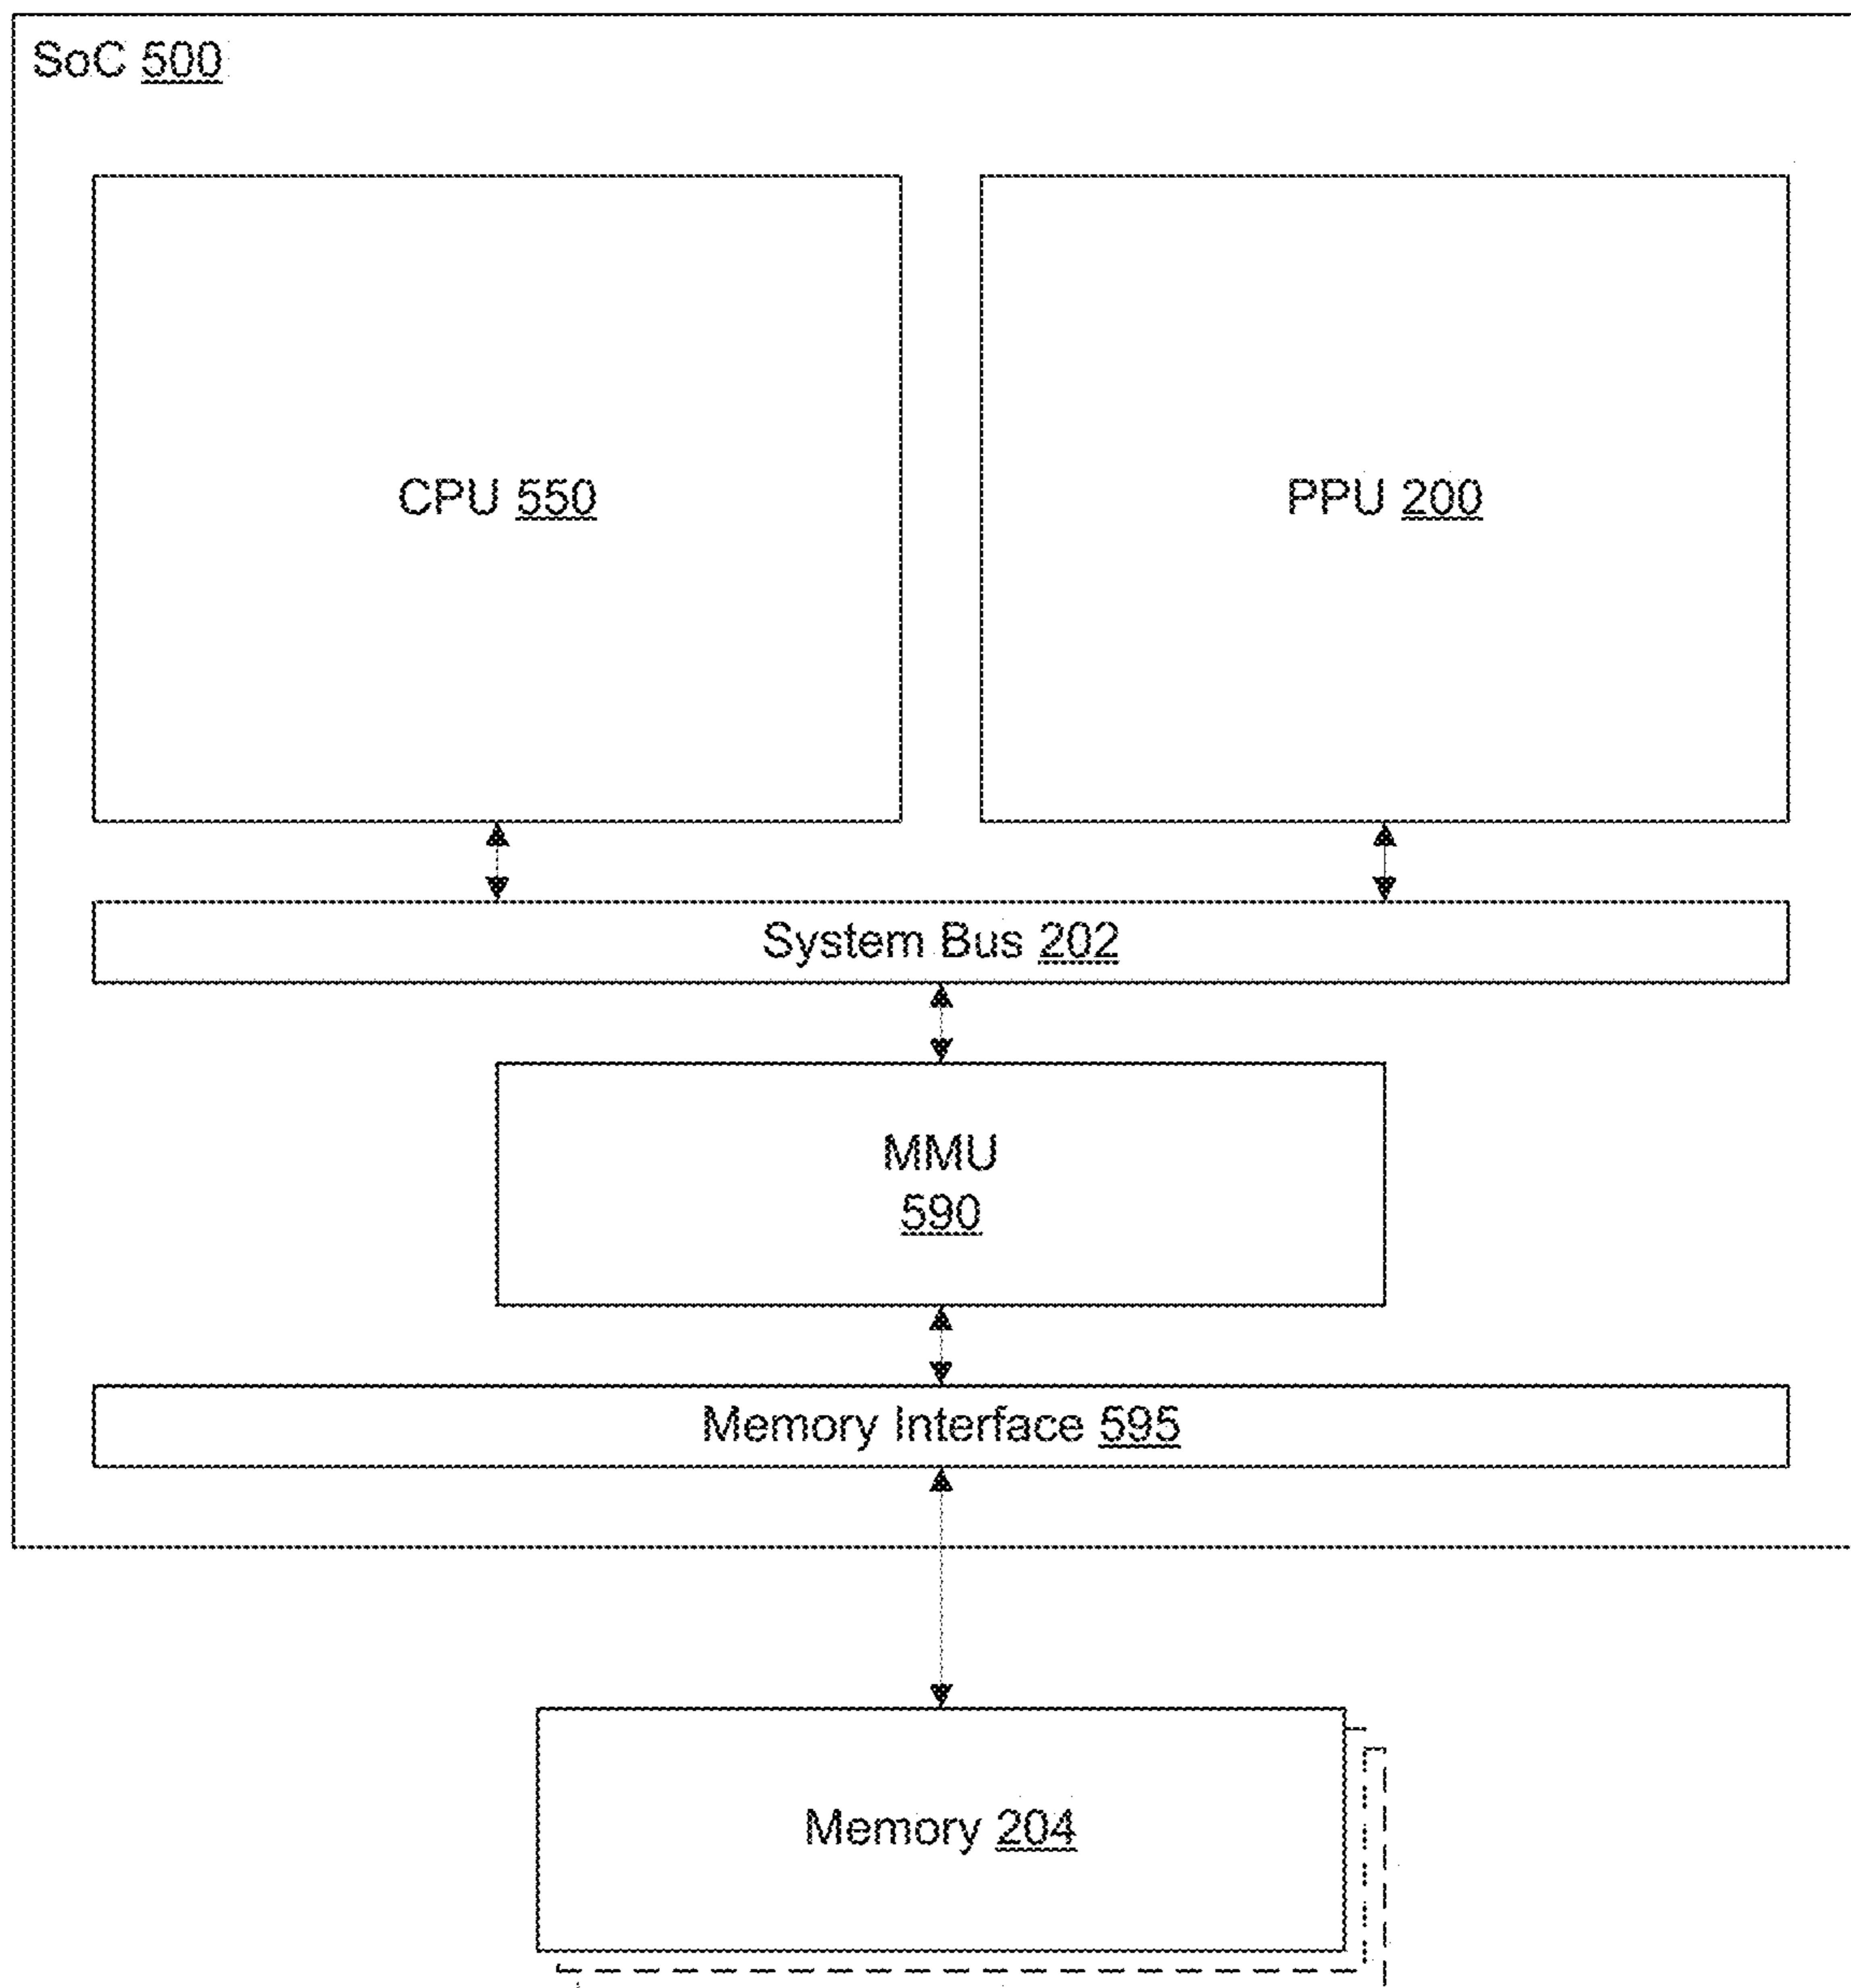 SoC 500
CPU 550
PPU 200
System Bus 202
MMU
590
Memory Interface 595
Memory 204